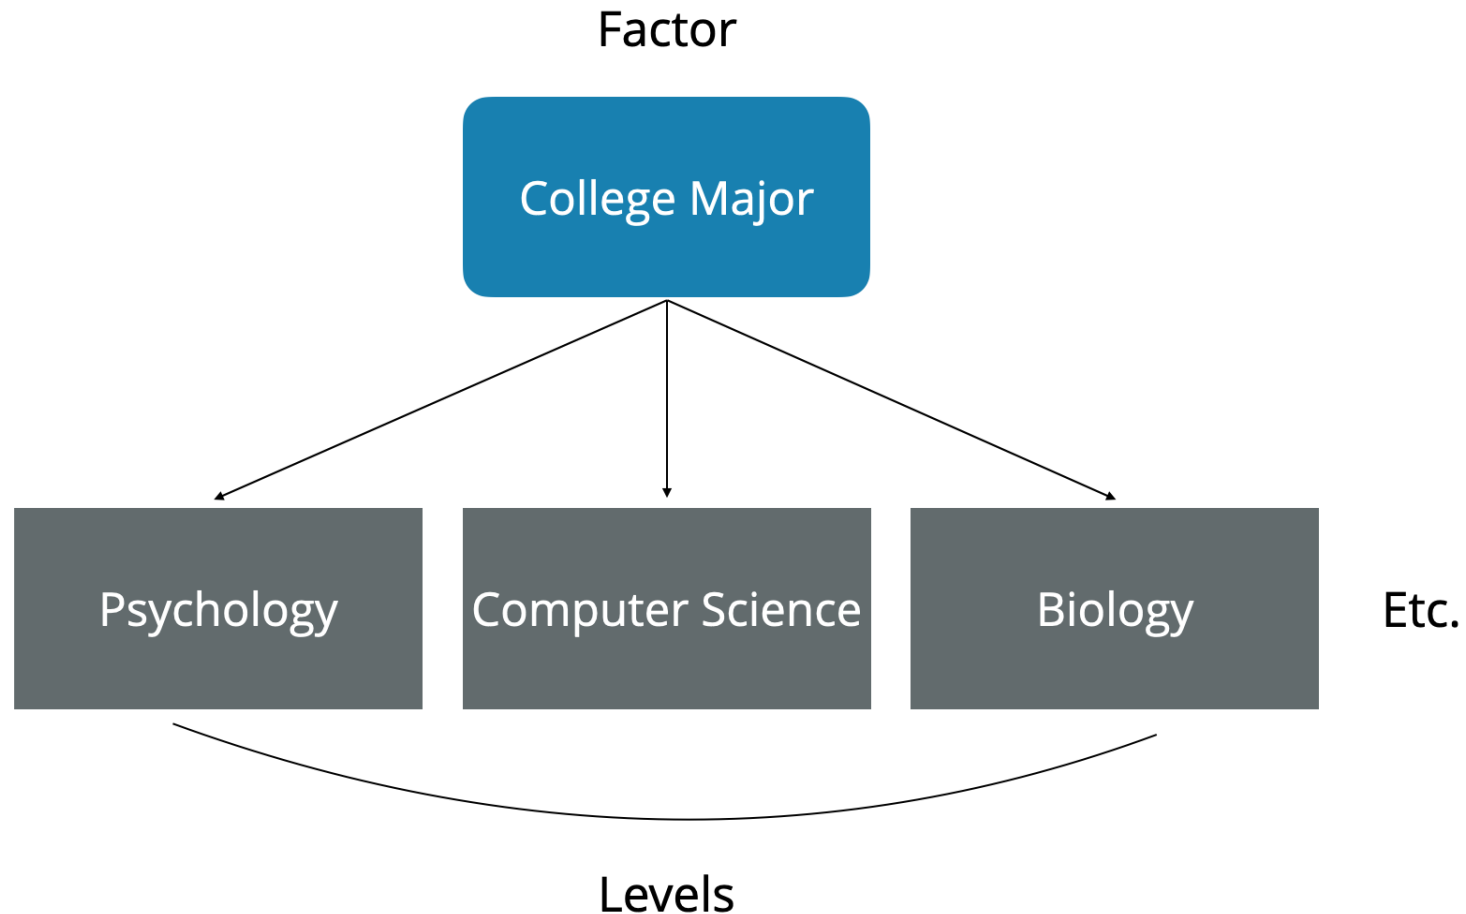 Factor
College Major
Psychology
Computer Science
Biology
Etc.
Levels